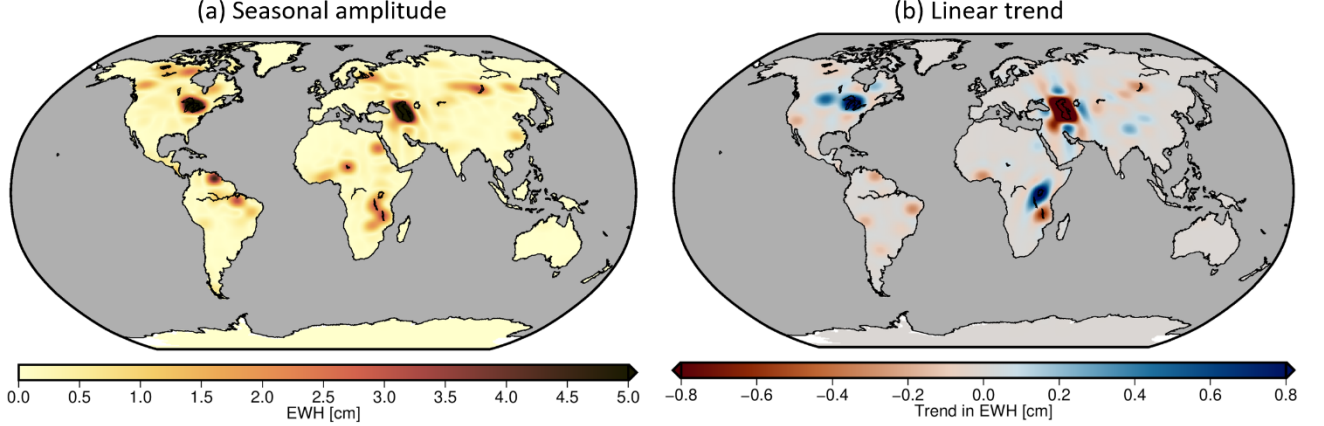 (a) Seasonal amplitude
(b) Linear trend
0.0 0.5 1.0 1.5 2.0 2.5 3.0 3.5 4.0 4.5 5.0
EWH [cm]
−0.8 −0.6 −0.4 −0.2 0.0 0.2 0.4 0.6 0.8
Trend in EWH [cm]